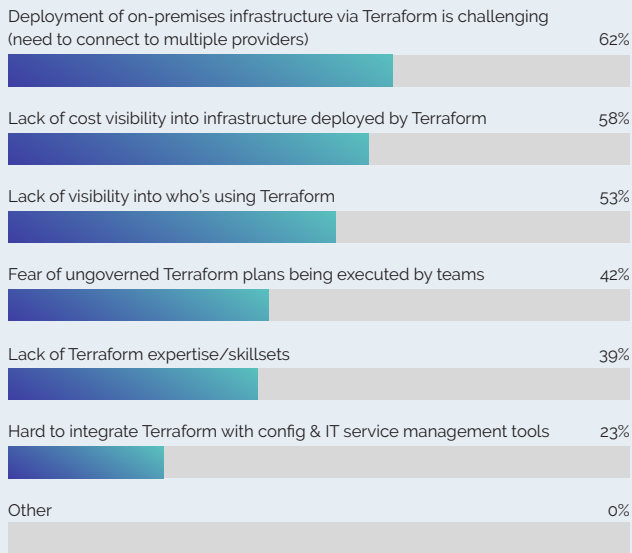 Deployment of on-premises infrastructure via Terraform is challenging
(need to connect to multiple providers) 62%
Lack of cost visibility into infrastructure deployed by Terraform 58%
Lack of visibility into who's using Terraform 53%
Fear of ungoverned Terraform plans being executed by teams 42%
Lack of Terraform expertise/skillsets 39%
Hard to integrate Terraform with config & IT service management tools 23%
Other 0%